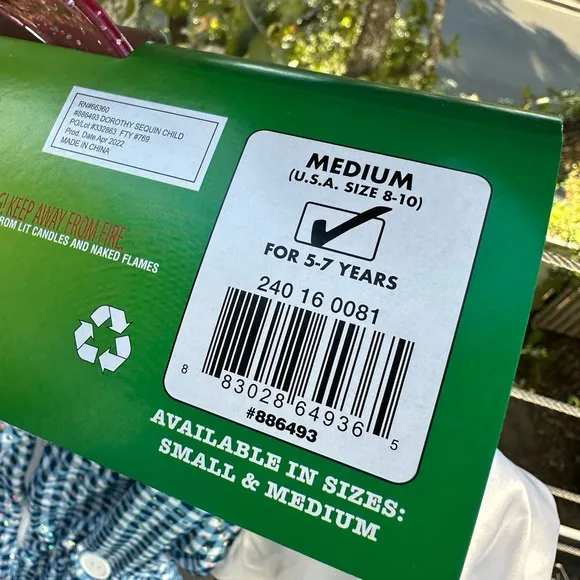 RN#68360
#886493 DOROTHY SEQUIN CHILD
PO/Lot #332863 FTY #769
Prod. Date Apr 2022
MADE IN CHINA
KEEP AWAY FROM FIRE.
LIT CANDLES AND NAKED FLAMES
MEDIUM
(U.S.A. SIZE 8-10)
FOR 5-7 YEARS
240 16 0081
8 83028 64936 5
#886493
AVAILABLE IN SIZES:
SMALL & MEDIUM